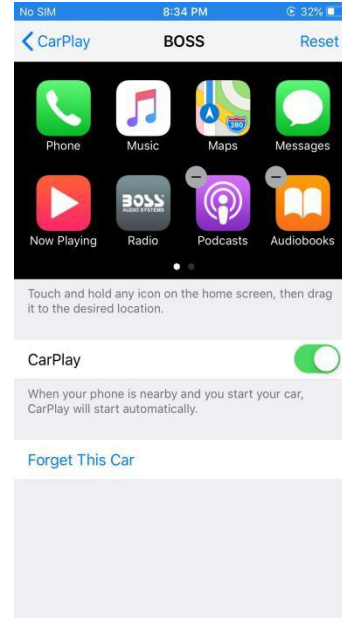 No SIM 8:34 PM 32%
CarPlay BOSS Reset
280
Phone Music Maps Messages
BOSS
AUDIO SYSTEMS
Now Playing Radio Podcasts Audiobooks
Touch and hold any icon on the home screen, then drag
it to the desired location.
CarPlay
When your phone is nearby and you start your car,
CarPlay will start automatically.
Forget This Car